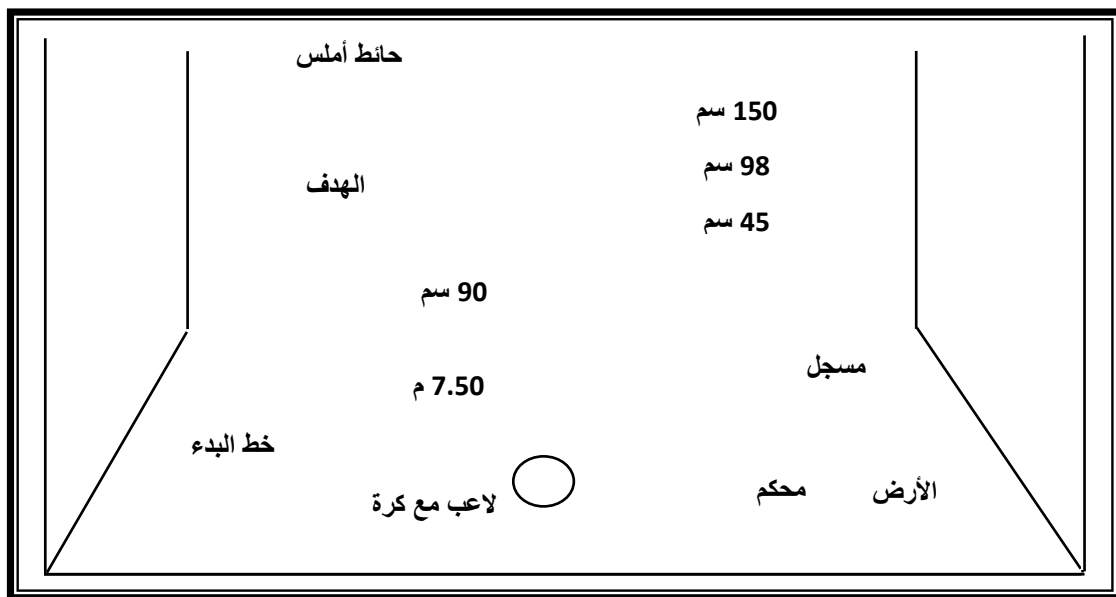 حائط أملس
150 سم
98 سم
الهدف
45 سم
90 سم
مسجل
7.50 م
خط البدء
الأرض
محكم
لاعب مع كرة